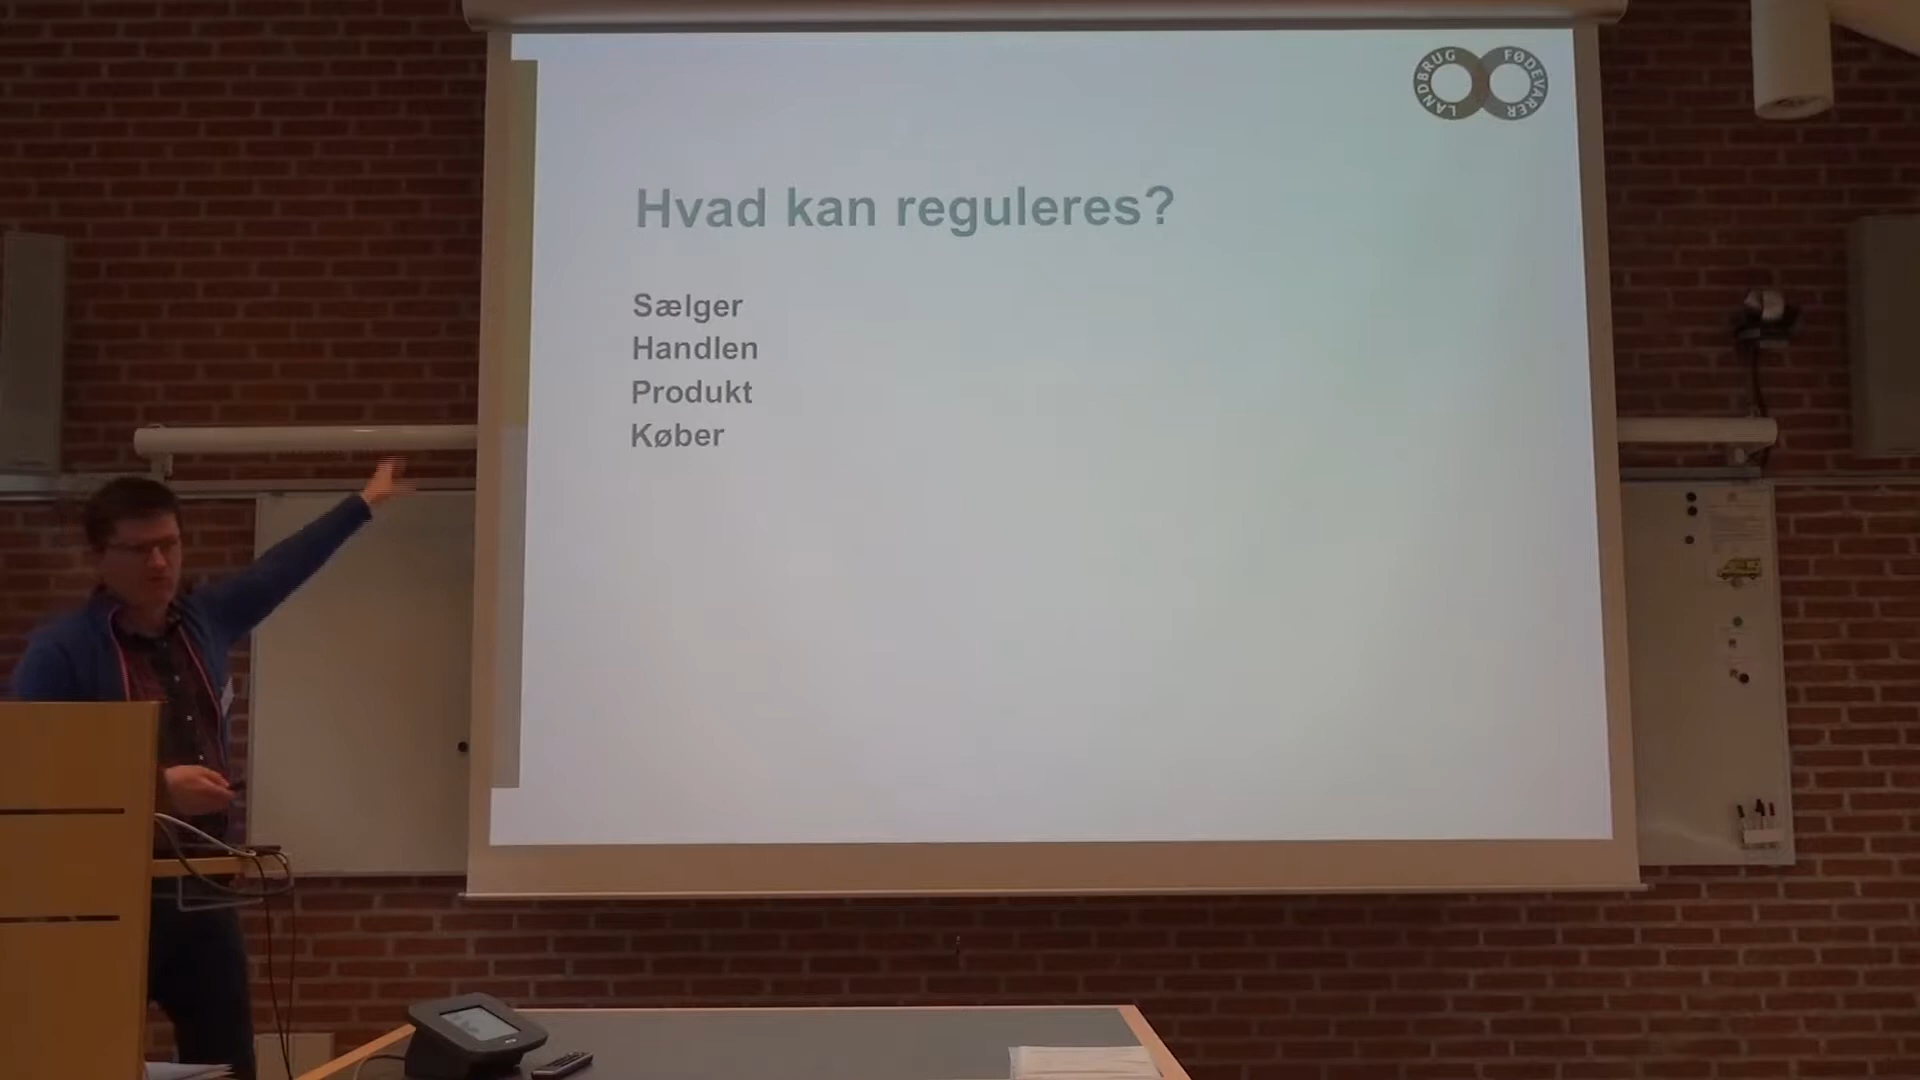 LANDBRUG FØDEVARER
Hvad kan reguleres?
Sælger
Handlen
Produkt
Køber